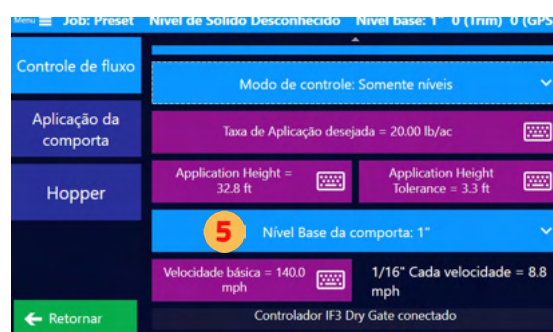 Menu Job: Preset Nivel de Sólido Desconhecido Nivel base: 1" 0 (Trim) 0 (GPS
Controle de fluxo
Modo de controle: Somente níveis
Aplicação da
comporta
Taxa de Aplicação desejada = 20.00 lb/ac
Hopper
Application Height =
32.8 ft
Application Height
Tolerance = 3.3 ft
5
Nível Base da comporta: 1"
Velocidade básica = 140.0
mph
1/16" Cada velocidade = 8.8
mph
Retornar
Controlador IF3 Dry Gate conectado